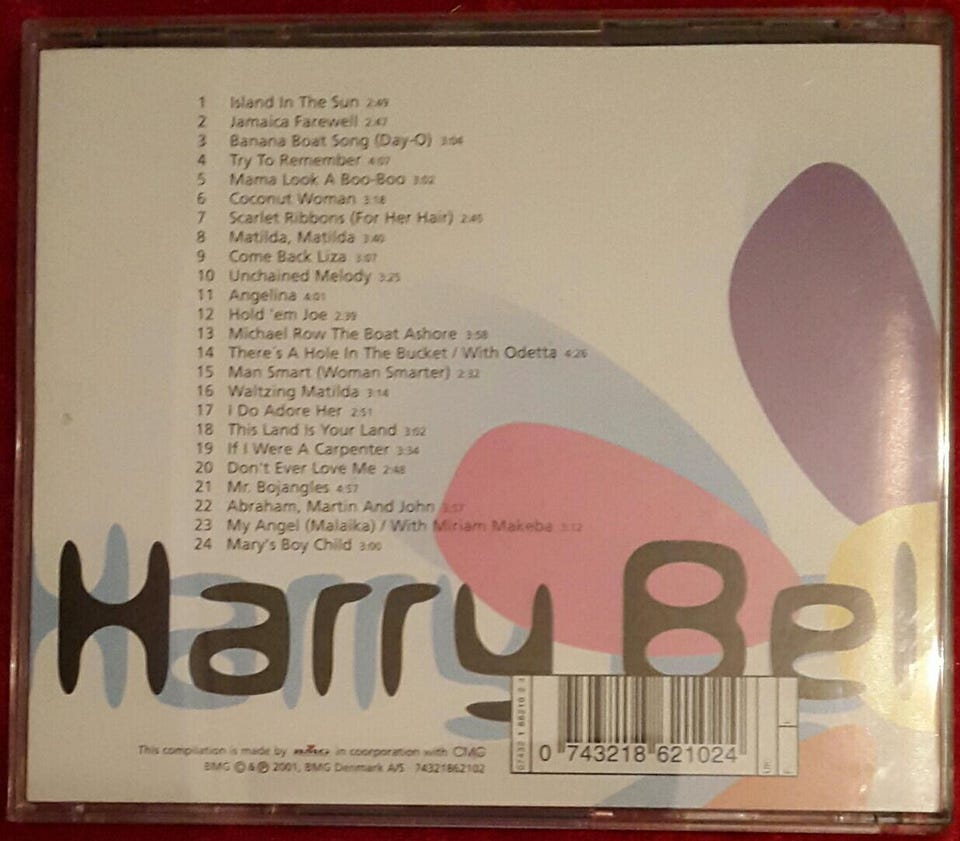 1 Island In The Sun 2:49
2 Jamaica Farewell 2:47
3 Banana Boat Song (Day-O) 3:04
4 Try To Remember 4:07
5 Mama Look A Boo-Boo 3:02
6 Coconut Woman 3:18
7 Scarlet Ribbons (For Her Hair) 2:45
8 Matilda, Matilda 3:40
9 Come Back Liza 3:07
10 Unchained Melody 3:25
11 Angelina 4:01
12 Hold 'em Joe 2:39
13 Michael Row The Boat Ashore 3:58
14 There's A Hole In The Bucket / With Odetta 4:26
15 Man Smart (Woman Smarter) 2:32
16 Waltzing Matilda 3:14
17 I Do Adore Her 2:51
18 This Land Is Your Land 3:02
19 If I Were A Carpenter 3:34
20 Don't Ever Love Me 2:48
21 Mr. Bojangles 4:57
22 Abraham, Martin And John
23 My Angel (Malaika) / With Miriam Makeba 3:12
24 Mary's Boy Child 3:00
Harry Bel
This compilation is made by BMG in coorporation with CMC
BMG © & ℗ 2001, BMG Denmark A/S 74321862102
0 743218 621024